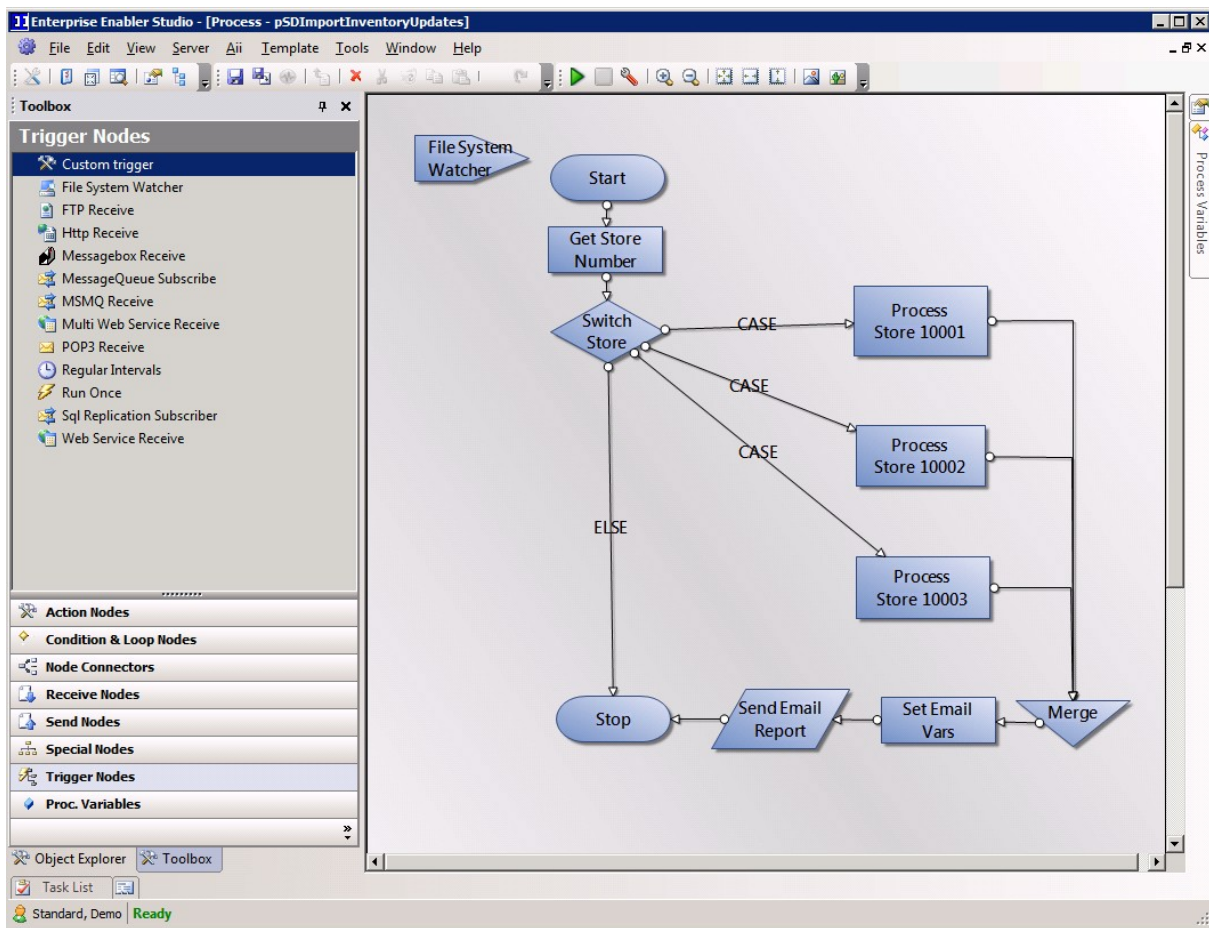 Enterprise Enabler Studio - [Process - pSDImportInventoryUpdates]
File Edit View Server Aii Template Tools Window Help
Toolbox
Trigger Nodes
Custom trigger
File System Watcher
FTP Receive
Http Receive
Messagebox Receive
MessageQueue Subscribe
MSMQ Receive
Multi Web Service Receive
POP3 Receive
Regular Intervals
Run Once
Sql Replication Subscriber
Web Service Receive
Action Nodes
Condition & Loop Nodes
Node Connectors
Receive Nodes
Send Nodes
Special Nodes
Trigger Nodes
Proc. Variables
Object Explorer
Toolbox
Task List
Standard, Demo
Ready
File System
Watcher
Start
Get Store
Number
Switch
Store
CASE
Process
Store 10001
CASE
Process
Store 10002
CASE
Process
Store 10003
ELSE
Stop
Send Email
Report
Set Email
Vars
Merge
Process Variables